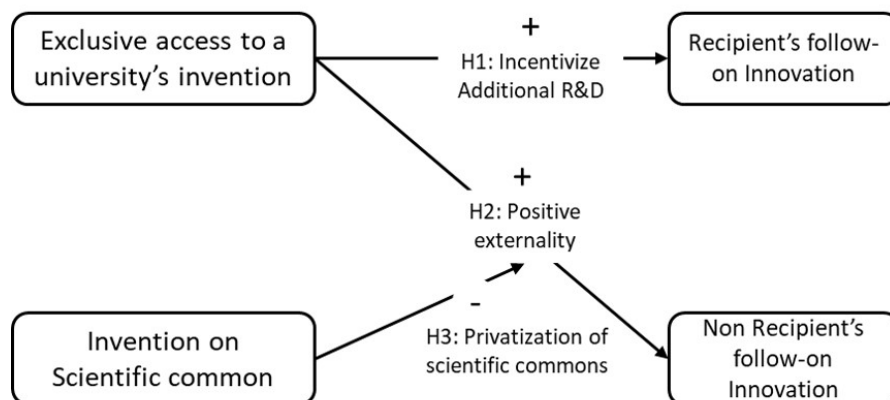 Exclusive access to a
university's invention
+
H1: Incentivize
Additional R&D
Recipient's follow-
on Innovation
+
H2: Positive
externality
-
H3: Privatization of
scientific commons
Invention on
Scientific common
Non Recipient's
follow-on
Innovation